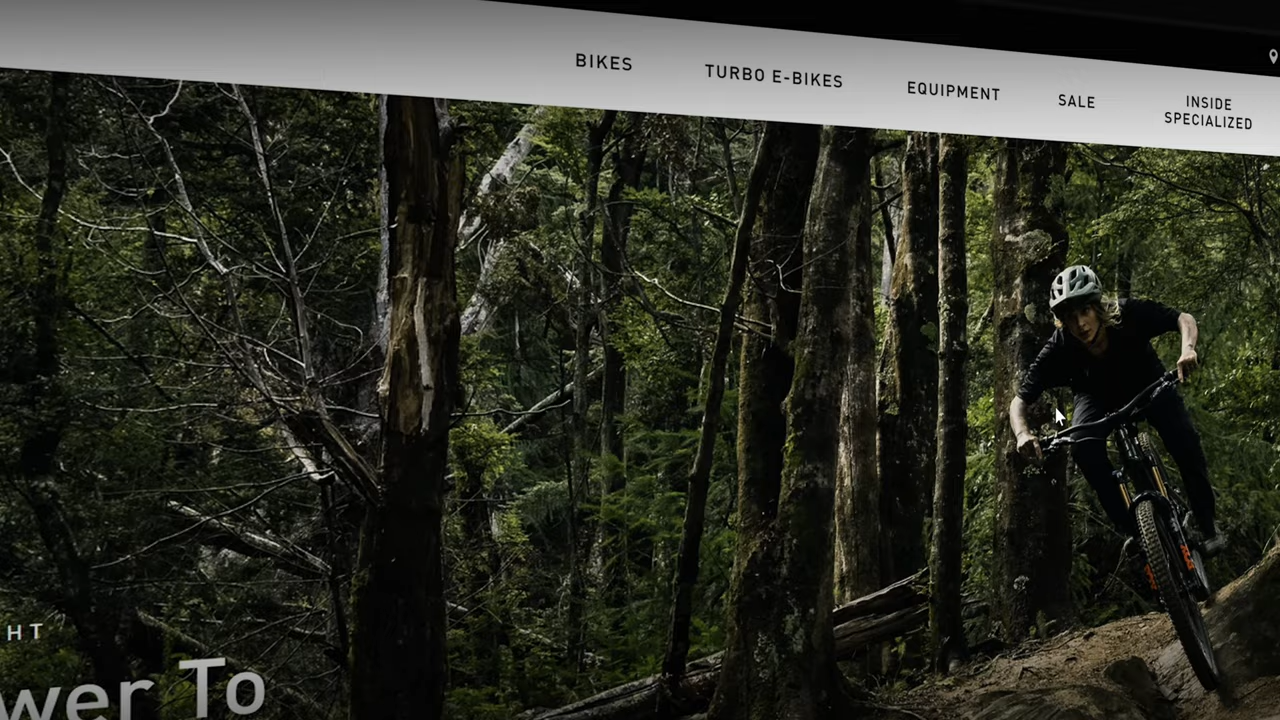 BIKES
TURBO E-BIKES
EQUIPMENT
SALE
INSIDE
SPECIALIZED
HT
wer To